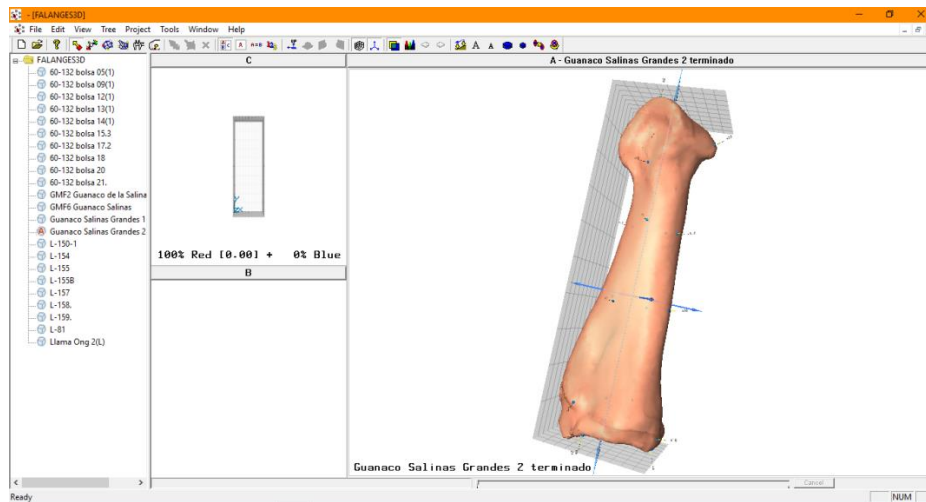 - [FALANGES3D]
File Edit View Tree Project Tools Window Help
FALANGES3D
60-132 bolsa 05(1)
60-132 bolsa 09(1)
60-132 bolsa 12(1)
60-132 bolsa 13(1)
60-132 bolsa 14(1)
60-132 bolsa 15.3
60-132 bolsa 17.2
60-132 bolsa 18
60-132 bolsa 20
60-132 bolsa 21.
GMF2 Guanaco de la Salina
GMF6 Guanaco Salinas
Guanaco Salinas Grandes 1
Guanaco Salinas Grandes 2
L-150-1
L-154
L-155
L-155B
L-157
L-158.
L-159.
L-81
Llama Ong 2(L)
C
100% Red [0.00] + 0% Blue
B
A - Guanaco Salinas Grandes 2 terminado
Guanaco Salinas Grandes 2 terminado
Cancel
Ready
NUM